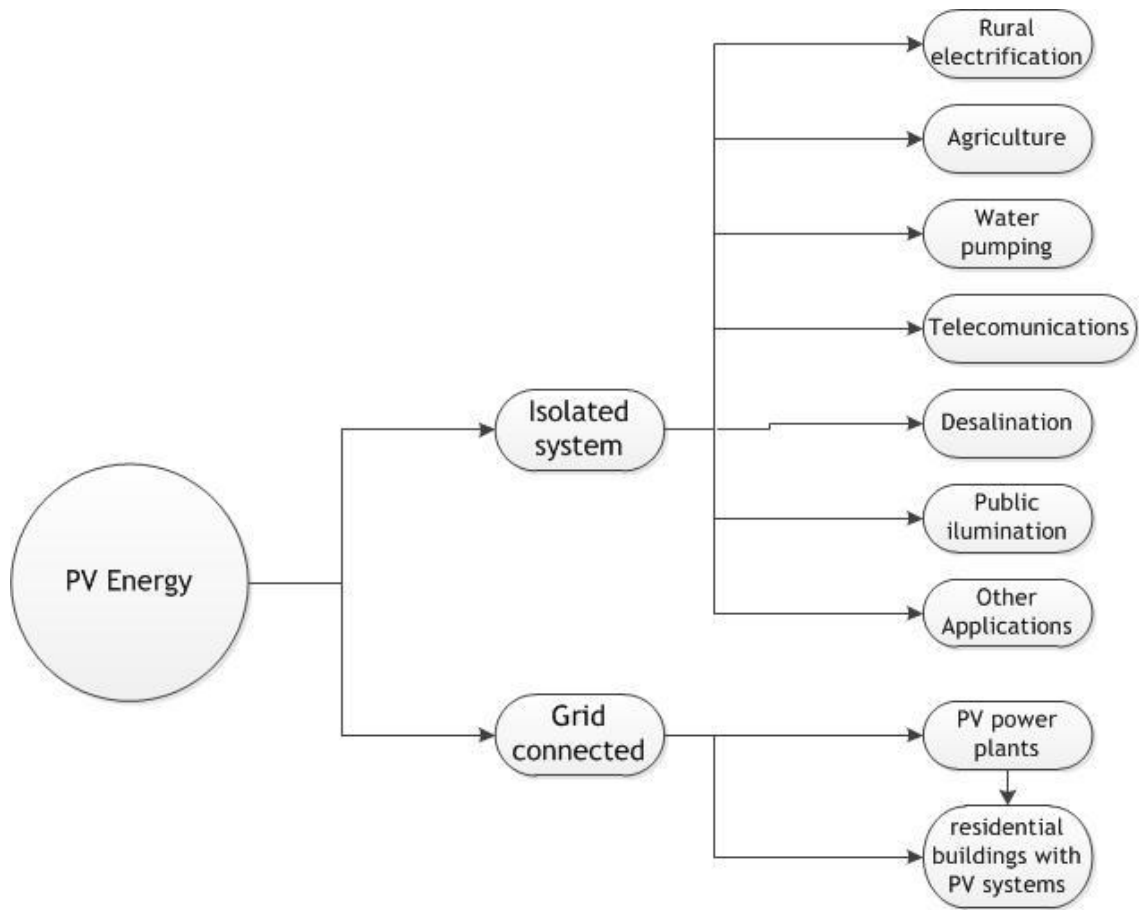 Rural
electrification
Agriculture
Water
pumping
Telecomunications
Isolated
system
Desalination
Public
ilumination
PV Energy
Other
Applications
Grid
connected
PV power
plants
residential
buildings with
PV systems